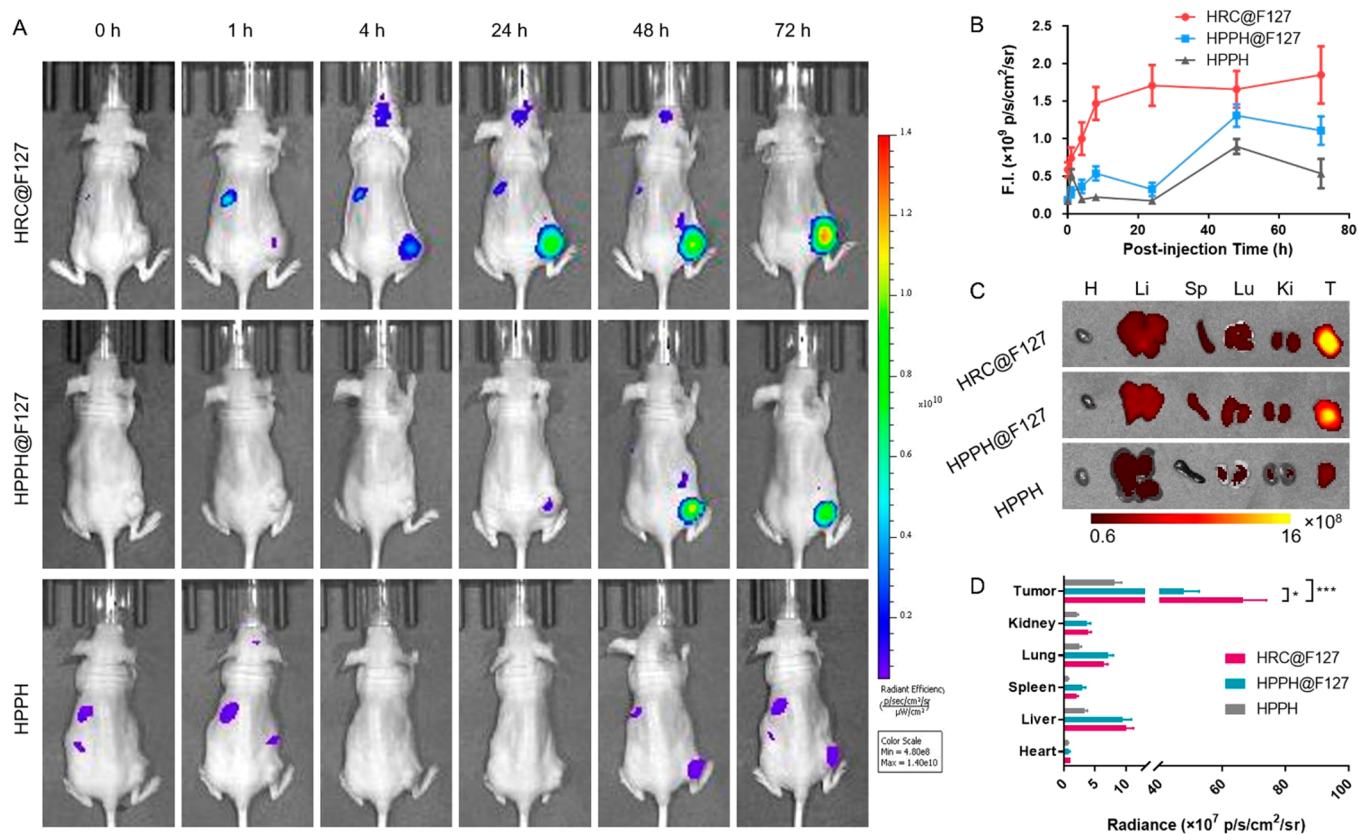 A
0 h
1 h
4 h
24 h
48 h
72 h
HRC@F127
HPPH@F127
HPPH
1.4
1.2
1.0
0.8
x10¹⁰
0.6
0.4
0.2
Radiant Efficiency
(p/sec/cm²/sr
µW/cm²)
Color Scale
Min = 4.80e8
Max = 1.40e10
B
HRC@F127
HPPH@F127
HPPH
F.I. (×10⁹ p/s/cm²/sr)
2.5
2.0
1.5
1.0
0.5
0.0
0
20
40
60
80
Post-injection Time (h)
C
H
Li
Sp
Lu
Ki
T
HRC@F127
HPPH@F127
HPPH
0.6
16
×10⁸
D
Tumor
Kidney
Lung
Spleen
Liver
Heart
*
***
HRC@F127
HPPH@F127
HPPH
0
5
10
40
60
80
100
Radiance (×10⁷ p/s/cm²/sr)